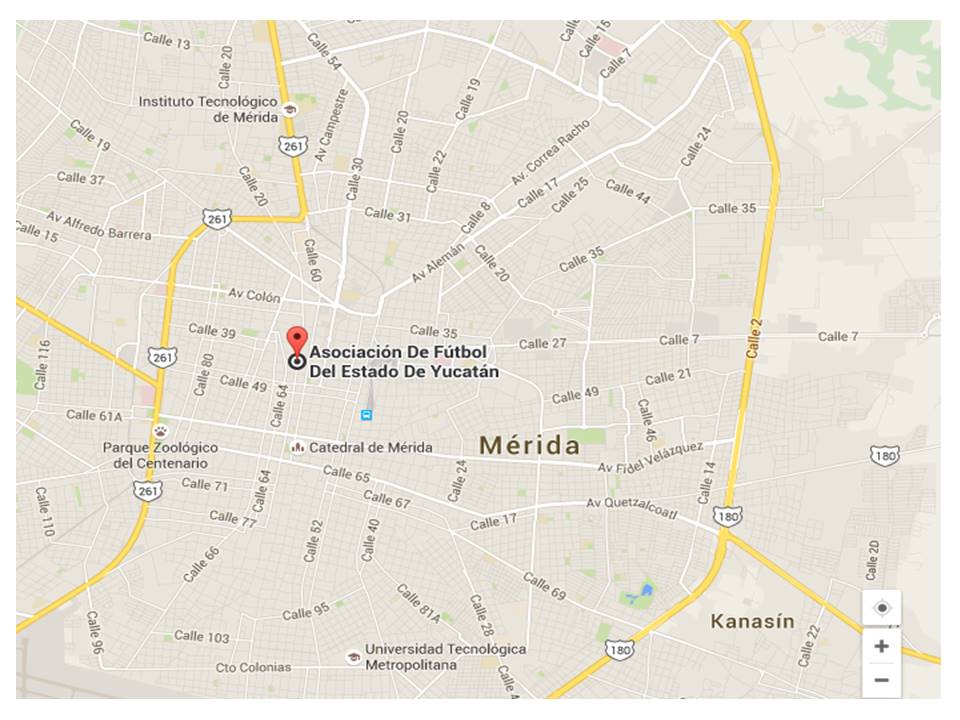 Calle 13
Calle 20
Calle 54
Calle 15
Calle 7
Instituto Tecnológico
de Mérida
261
Av Campestre
Calle 20
Calle 19
Calle 19
Calle 22
Av. Correa Racho
Calle 24
Calle 37
Calle 20
Calle 30
Calle 17
Calle 25
Calle 44
261
Calle 31
Calle 8
Calle 35
Av Alfredo Barrera
Calle 15
Calle 60
Av Alemán
Calle 20
Calle 35
Av Colón
Calle 39
Calle 35
Calle 27
Calle 7
Calle 2
Calle 7
Calle 116
261
Calle 80
Asociación De Fútbol
Del Estado De Yucatán
Calle 49
Calle 64
Calle 49
Calle 21
Calle 61A
Calle 46
Parque Zoológico
del Centenario
Catedral de Mérida
Mérida
Av Fidel Velázquez
180
Calle 65
Calle 24
Calle 14
261
Calle 71
Calle 64
Calle 67
Av Quetzalcoatl
180
Calle 110
Calle 77
Calle 52
Calle 40
Calle 17
Calle 66
Calle 69
Calle 2D
Calle 95
Calle 81A
Calle 28
Kanasín
Calle 96
Calle 103
Universidad Tecnológica
Metropolitana
180
Calle 22
Cto Colonias